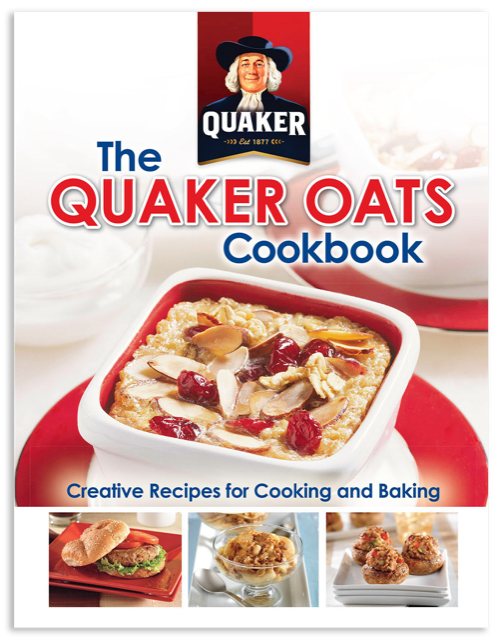 QUAKER
Est 1877
The
QUAKER OATS
Cookbook
Creative Recipes for Cooking and Baking